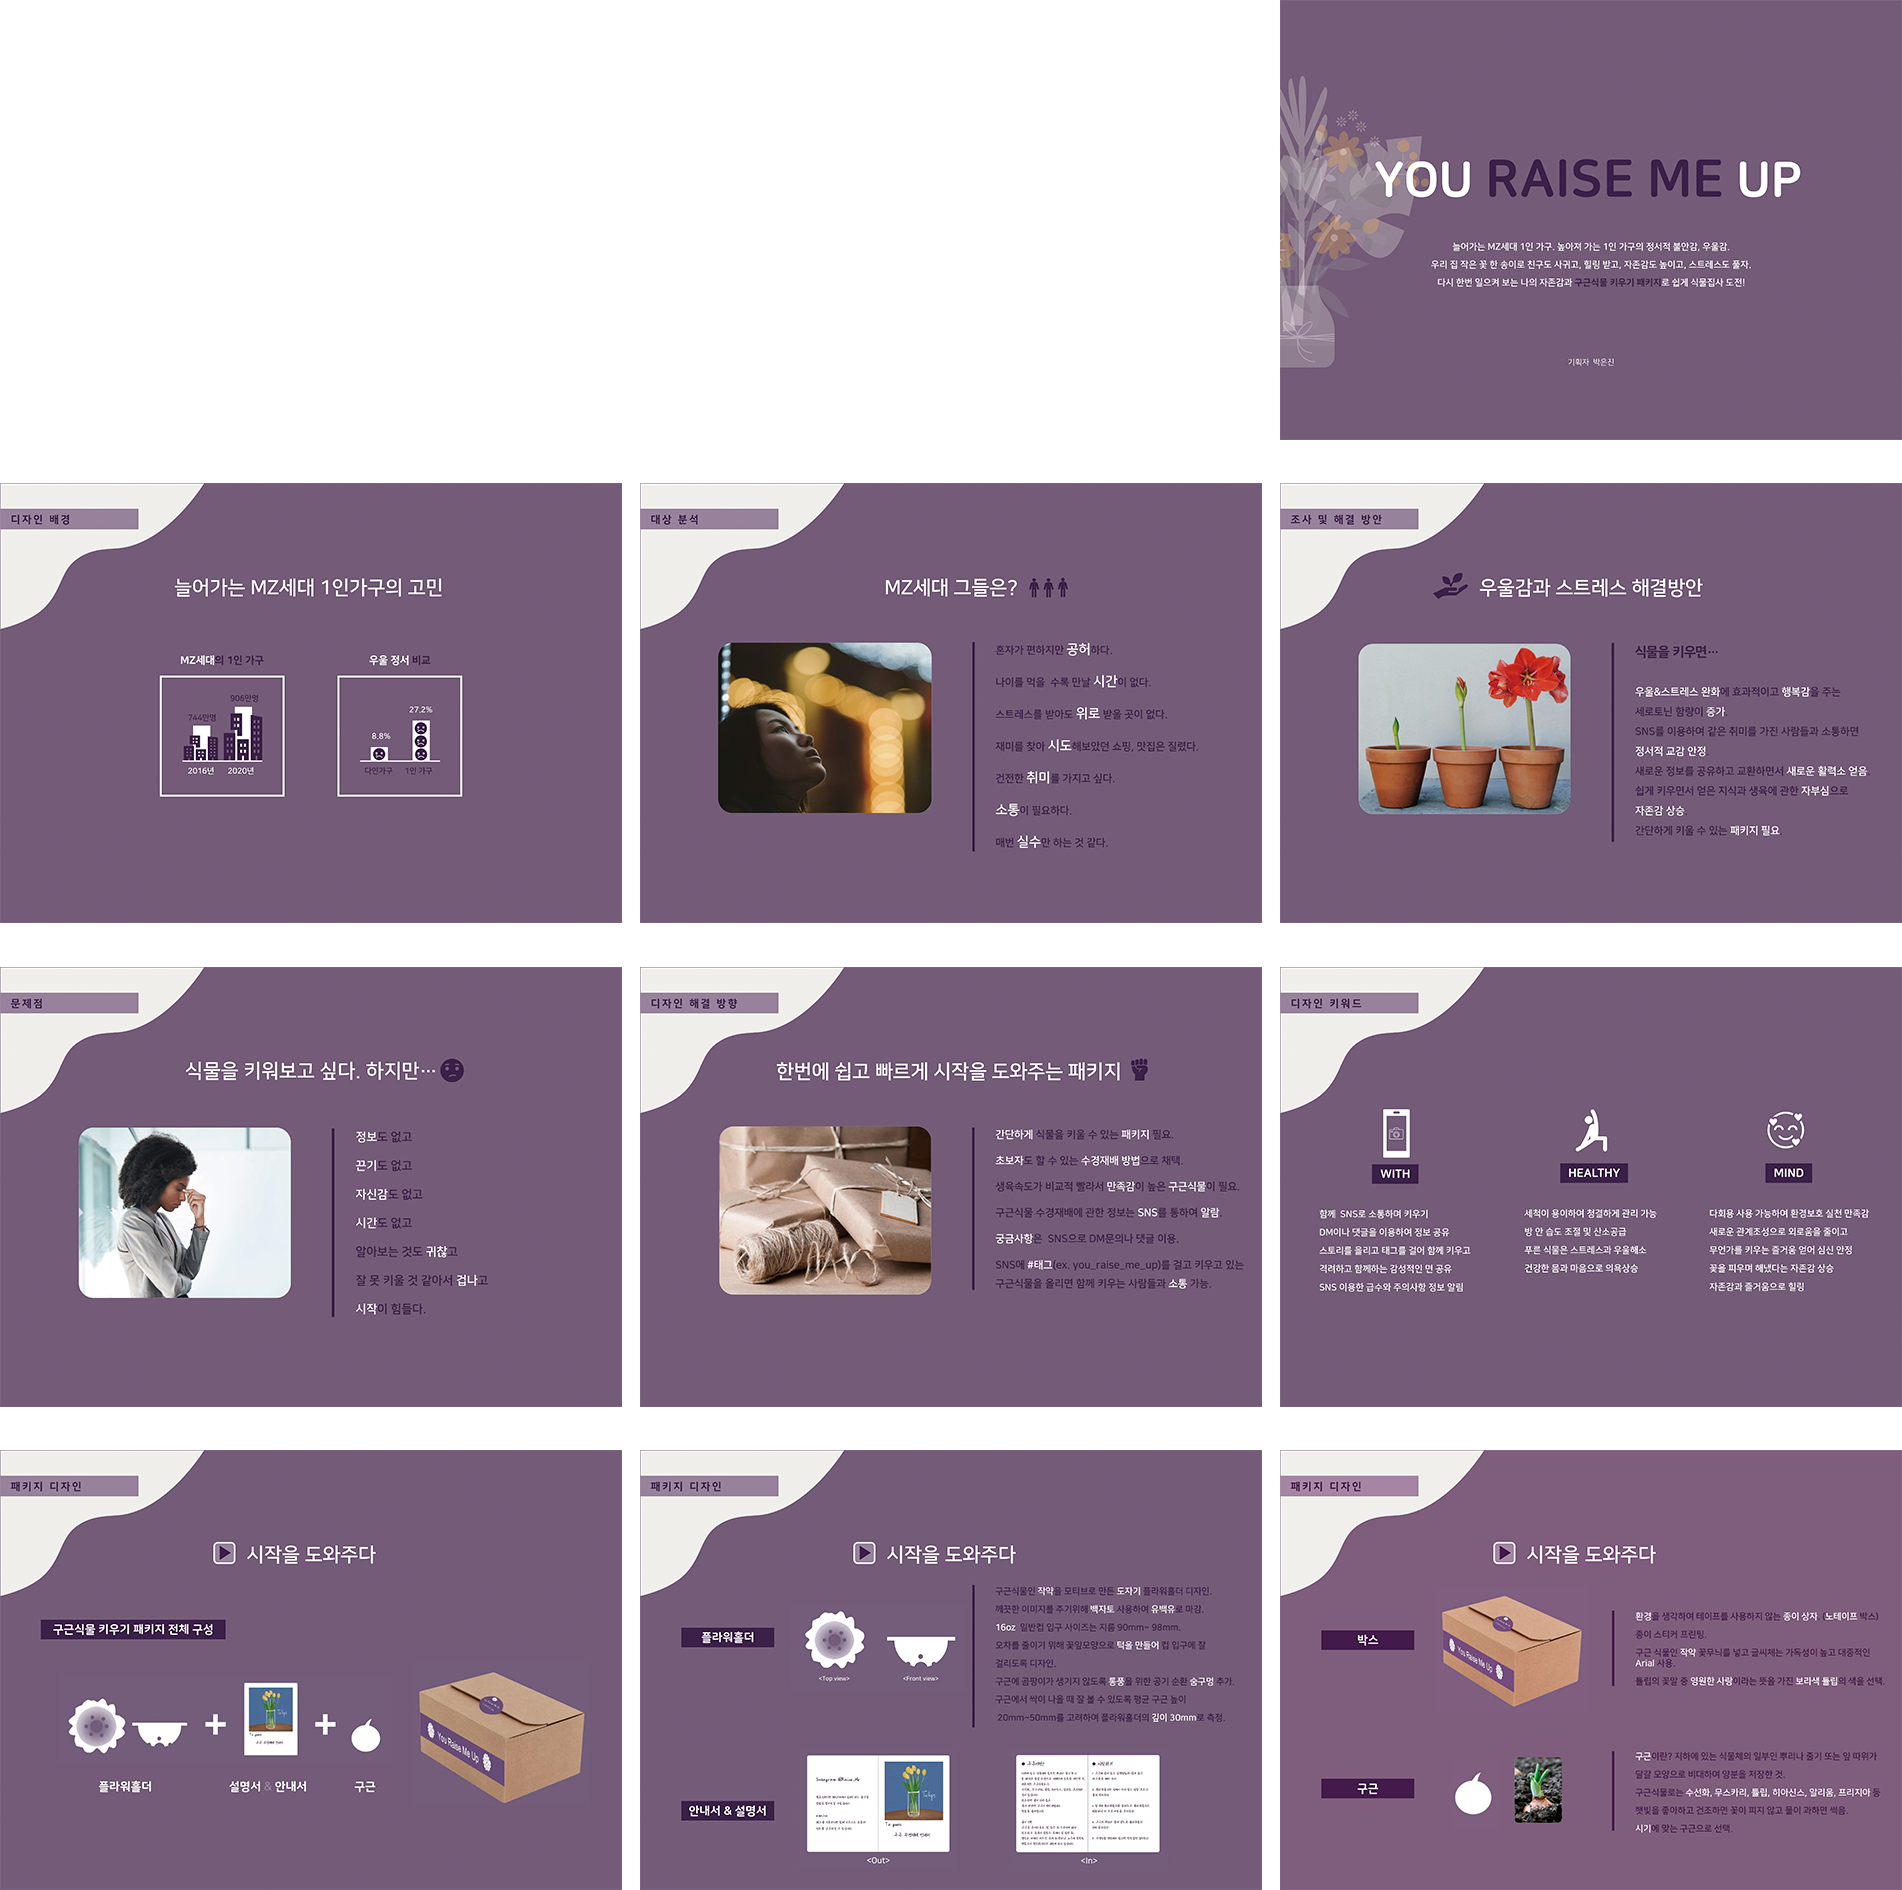 YOU RAISE ME UP
늘어가는 MZ세대 1인 가구. 높아져 가는 1인 가구의 정서적 불안감, 우울감.
우리 집 작은 꽃 한 송이로 친구도 사귀고, 힐링 받고, 자존감도 높이고, 스트레스도 풀자.
다시 한번 일으켜 보는 나의 자존감과 구근식물 키우기 패키지로 쉽게 식물집사 도전!
기획자 박은진
디자인 배경
늘어가는 MZ세대 1인가구의 고민
MZ세대의 1인 가구
906만명
744만명
2016년 2020년
우울 정서 비교
27.2%
8.8%
다인가구 1인 가구
대상 분석
MZ세대 그들은?
혼자가 편하지만 공허하다.
나이를 먹을 수록 만날 시간이 없다.
스트레스를 받아도 위로 받을 곳이 없다.
재미를 찾아 시도해보았던 쇼핑, 맛집은 질렸다.
건전한 취미를 가지고 싶다.
소통이 필요하다.
매번 실수만 하는 것 같다.
조사 및 해결 방안
우울감과 스트레스 해결방안
식물을 키우면…
우울&스트레스 완화에 효과적이고 행복감을 주는
세로토닌 함량이 증가.
SNS를 이용하여 같은 취미를 가진 사람들과 소통하면
정서적 교감 안정.
새로운 정보를 공유하고 교환하면서 새로운 활력소 얻음.
쉽게 키우면서 얻은 지식과 생육에 관한 자부심으로
자존감 상승.
간단하게 키울 수 있는 패키지 필요.
문제점
식물을 키워보고 싶다. 하지만…
정보도 없고
끈기도 없고
자신감도 없고
시간도 없고
알아보는 것도 귀찮고
잘 못 키울 것 같아서 겁나고
시작이 힘들다.
디자인 해결 방향
한번에 쉽고 빠르게 시작을 도와주는 패키지
간단하게 식물을 키울 수 있는 패키지 필요.
초보자도 할 수 있는 수경재배 방법으로 채택.
생육속도가 비교적 빨라서 만족감이 높은 구근식물이 필요.
구근식물 수경재배에 관한 정보는 SNS를 통하여 알람.
궁금사항은 SNS으로 DM문의나 댓글 이용.
SNS에 #태그(ex. you_raise_me_up)를 걸고 키우고 있는
구근식물을 올리면 함께 키우는 사람들과 소통 가능.
디자인 키워드
WITH
함께 SNS로 소통하며 키우기
DM이나 댓글을 이용하여 정보 공유
스토리를 올리고 태그를 걸어 함께 키우고
격려하고 함께하는 감성적인 면 공유
SNS 이용한 급수와 주의사항 정보 알림
HEALTHY
세척이 용이하여 청결하게 관리 가능
방 안 습도 조절 및 산소공급
푸른 식물은 스트레스과 우울해소
건강한 몸과 마음으로 의욕상승
MIND
다회용 사용 가능하여 환경보호 실천 만족감
새로운 관계조성으로 외로움을 줄이고
무언가를 키우는 즐거움 얻어 심신 안정
꽃을 피우며 해냈다는 자존감 상승
자존감과 즐거움으로 힐링
패키지 디자인
시작을 도와주다
구근식물 키우기 패키지 전체 구성
플라워홀더
설명서 & 안내서
구근
You Raise Me Up
패키지 디자인
시작을 도와주다
플라워홀더
<Top view> <Front view>
구근식물인 작약을 모티브로 만든 도자기 플라워홀더 디자인.
깨끗한 이미지를 주기위해 백자토 사용하여 유백유로 마감.
16oz 일반컵 입구 사이즈는 지름 90mm~ 98mm.
오차를 줄이기 위해 꽃잎모양으로 턱을 만들어 컵 입구에 잘
걸리도록 디자인.
구근에 곰팡이가 생기지 않도록 통풍을 위한 공기 순환 숨구멍 추가.
구근에서 싹이 나올 때 잘 볼 수 있도록 평균 구근 높이
20mm~50mm를 고려하여 플라워홀더의 깊이 30mm로 측정.
안내서 & 설명서
<Out> <In>
패키지 디자인
시작을 도와주다
박스
You Raise Me Up
환경을 생각하여 테이프를 사용하지 않는 종이 상자 (노테이프 박스)
종이 스티커 프린팅.
구근 식물인 작약 꽃무늬를 넣고 글씨체는 가독성이 높고 대중적인
Arial 사용.
튤립의 꽃말 중 영원한 사랑이라는 뜻을 가진 보라색 튤립의 색을 선택.
구근
구근이란? 지하에 있는 식물체의 일부인 뿌리나 줄기 또는 잎 따위가
달걀 모양으로 비대하여 양분을 저장한 것.
구근식물로는 수선화, 무스카리, 튤립, 히아신스, 알리움, 프리지아 등
햇빛을 좋아하고 건조하면 꽃이 피지 않고 물이 과하면 썩음.
시기에 맞는 구근으로 선택.